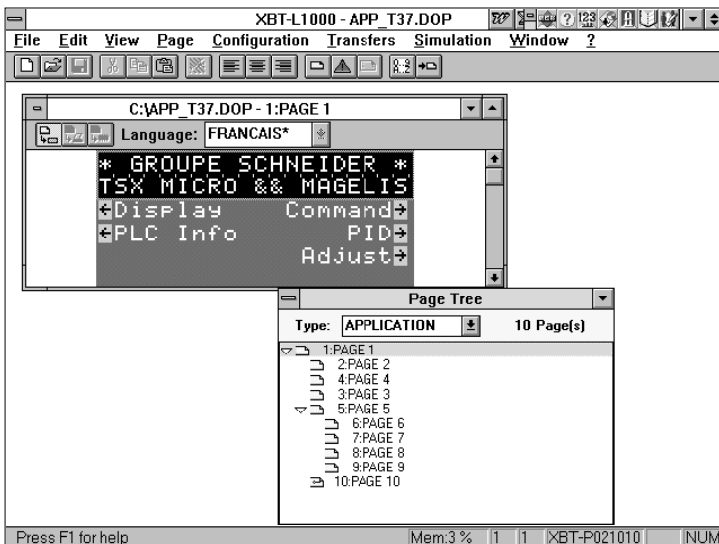 XBT-L1000 - APP_T37.DOP
File Edit View Page Configuration Transfers Simulation Window ?
C:\APP_T37.DOP - 1:PAGE 1
Language: FRANCAIS*
* GROUPE SCHNEIDER *
TSX MICRO && MAGELIS
Display Command
PLC Info PID
Adjust
Page Tree
Type: APPLICATION 10 Page(s)
1:PAGE 1
2:PAGE 2
4:PAGE 4
3:PAGE 3
5:PAGE 5
6:PAGE 6
7:PAGE 7
8:PAGE 8
9:PAGE 9
10:PAGE 10
Press F1 for help Mem:3 % 1 1 XBT-P021010 NUM